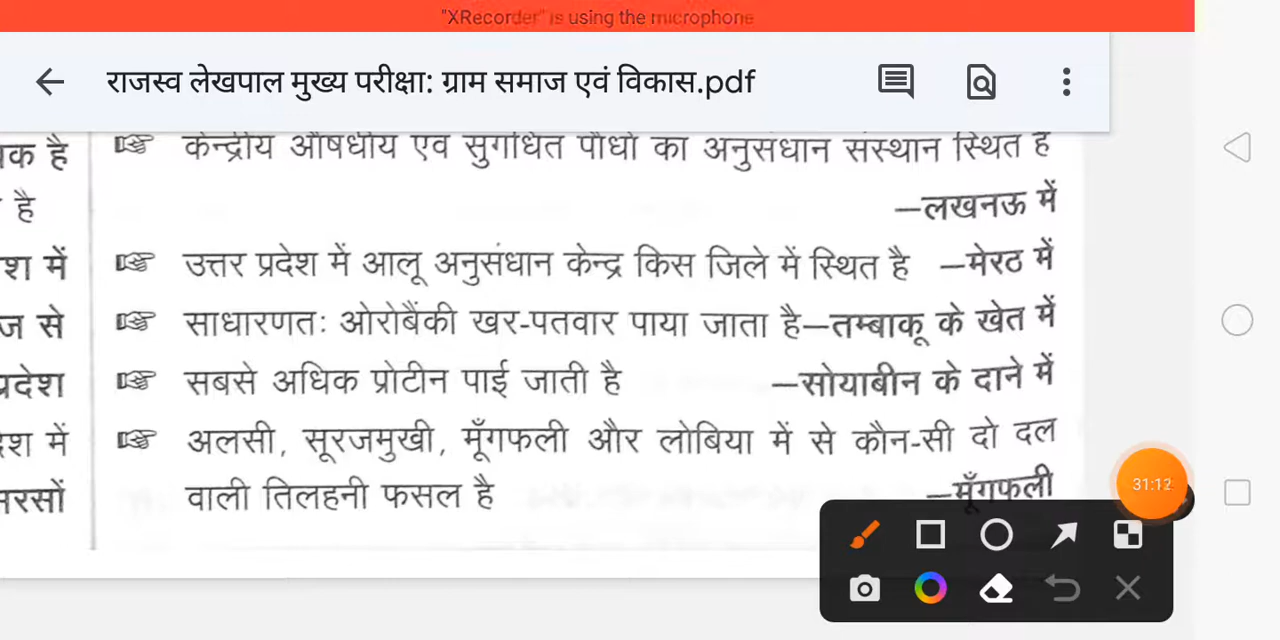 "XRecorder" is using the microphone
राजस्व लेखपाल मुख्य परीक्षा: ग्राम समाज एवं विकास.pdf
क है
है
श में
ज से
प्रदेश
देश में
सरसों
केन्द्रीय औषधीय एवं सुगंधित पौधों का अनुसंधान संस्थान स्थित है
—लखनऊ में
उत्तर प्रदेश में आलू अनुसंधान केन्द्र किस जिले में स्थित है —मेरठ में
साधारणतः ओरोबैंकी खर-पतवार पाया जाता है—तम्बाकू के खेत में
सबसे अधिक प्रोटीन पाई जाती है —सोयाबीन के दाने में
अलसी, सूरजमुखी, मूँगफली और लोबिया में से कौन-सी दो दल
वाली तिलहनी फसल है —मूँगफली
31:12